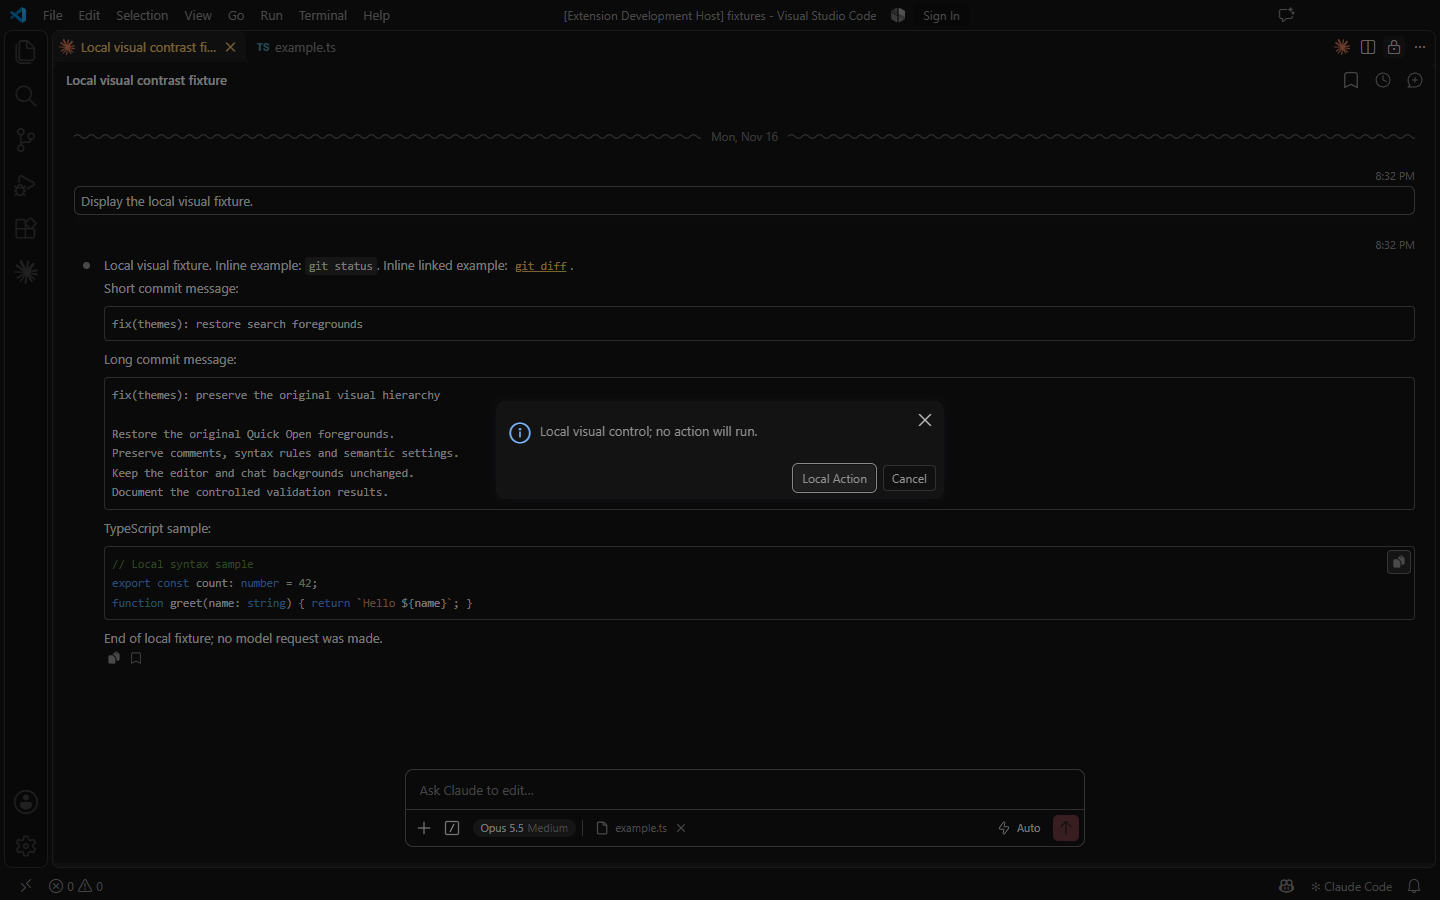 File Edit Selection View Go Run Terminal Help
[Extension Development Host] fixtures - Visual Studio Code
Sign In
Local visual contrast fi...
TS example.ts
Local visual contrast fixture
Mon, Nov 16
8:32 PM
Display the local visual fixture.
8:32 PM
Local visual fixture. Inline example: git status. Inline linked example: git diff.
Short commit message:
fix(themes): restore search foregrounds
Long commit message:
fix(themes): preserve the original visual hierarchy
Restore the original Quick Open foregrounds.
Preserve comments, syntax rules and semantic settings.
Keep the editor and chat backgrounds unchanged.
Document the controlled validation results.
Local visual control; no action will run.
Local Action Cancel
TypeScript sample:
// Local syntax sample
export const count: number = 42;
function greet(name: string) { return `Hello ${name}`; }
End of local fixture; no model request was made.
Ask Claude to edit...
Opus 5.5 Medium
example.ts
Auto
0 0
Claude Code